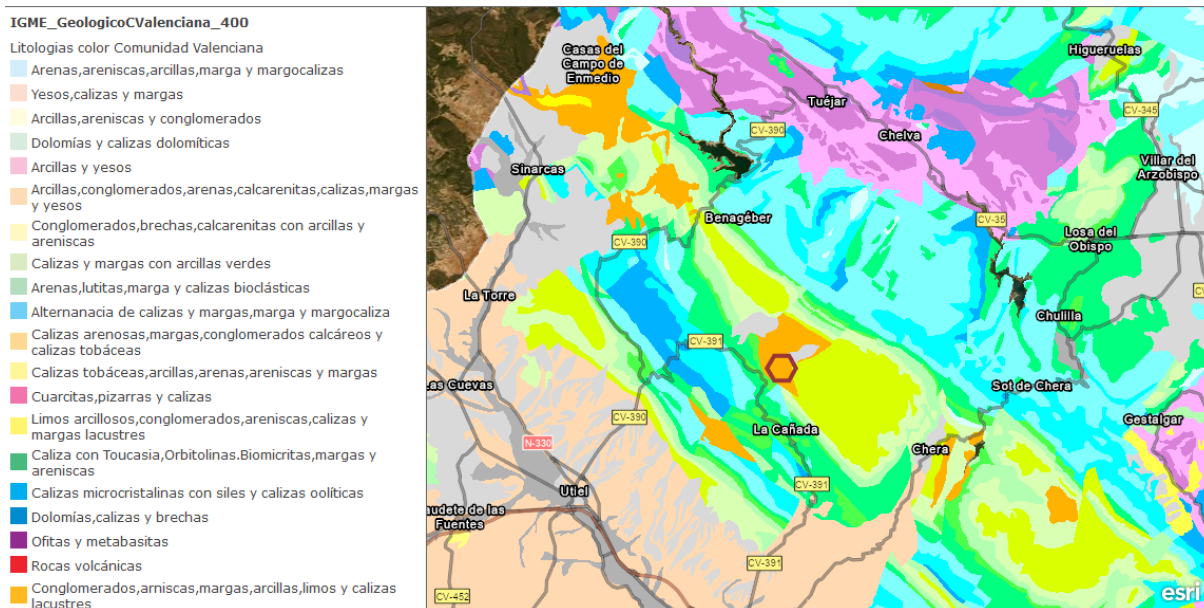 IGME_GeologicoCValenciana_400
Litologias color Comunidad Valenciana
Arenas,areniscas,arcillas,marga y margocalizas
Yesos,calizas y margas
Arcillas,areniscas y conglomerados
Dolomías y calizas dolomíticas
Arcillas y yesos
Arcillas,conglomerados,arenas,calcarenitas,calizas,margas
y yesos
Conglomerados,brechas,calcarenitas con arcillas y
areniscas
Calizas y margas con arcillas verdes
Arenas,lutitas,marga y calizas bioclásticas
Alternanacia de calizas y margas,marga y margocaliza
Calizas arenosas,margas,conglomerados calcáreos y
calizas tobáceas
Calizas tobáceas,arcillas,arenas,areniscas y margas
Cuarcitas,pizarras y calizas
Limos arcillosos,conglomerados,areniscas,calizas y
margas lacustres
Caliza con Toucasia,Orbitolinas.Biomicritas,margas y
areniscas
Calizas microcristalinas con siles y calizas oolíticas
Dolomías,calizas y brechas
Ofitas y metabasitas
Rocas volcánicas
Conglomerados,arniscas,margas,arcillas,limos y calizas
lacustres
Casas del
Campo de
Enmedio
Higueruelas
Tuéjar
CV-345
CV-390
Chelva
Sinarcas
Villar del
Arzobispo
Benagéber
CV-35
CV-390
Losa del
Obispo
La Torre
Chulilla
CV-391
Las Cuevas
Sot de Chera
CV-390
La Cañada
Gestalgar
N-330
Chera
Utiel
CV-391
audete de las
Fuentes
CV-391
CV-452
esri